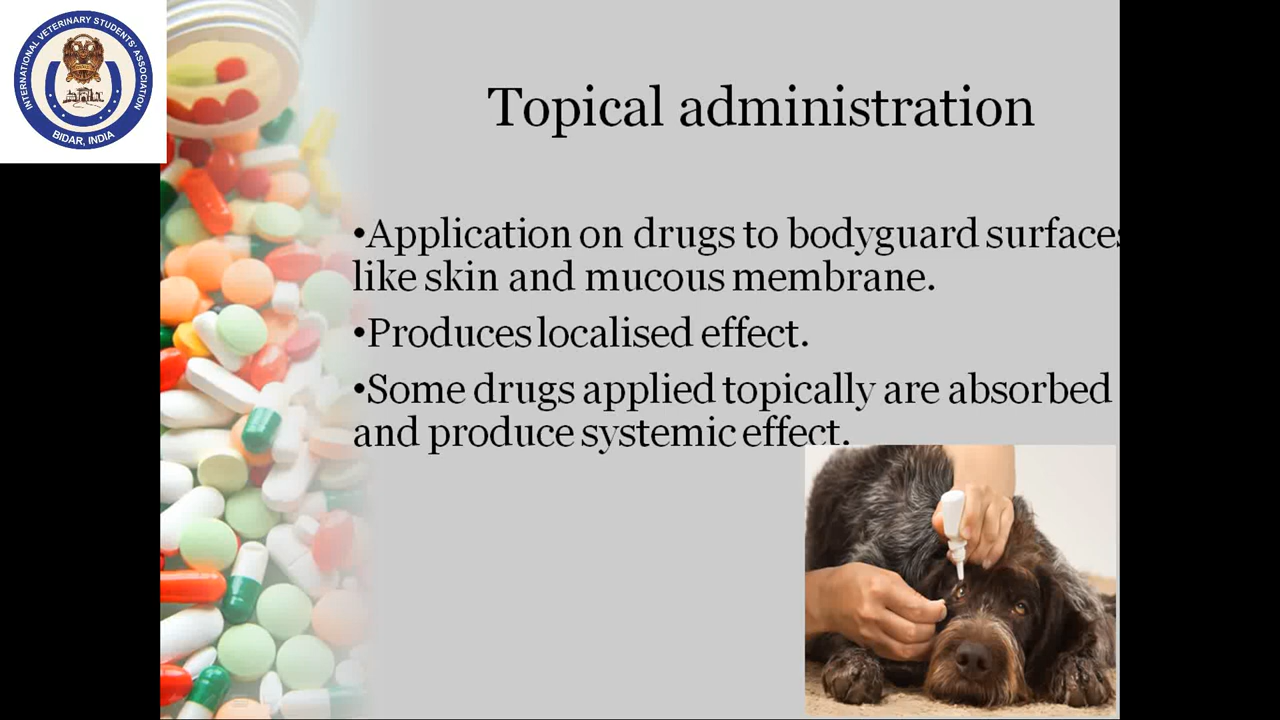 INTERNATIONAL VETERINARY STUDENTS' ASSOCIATION
BIDAR, INDIA
Topical administration
•Application on drugs to bodyguard surfaces
like skin and mucous membrane.
•Produces localised effect.
•Some drugs applied topically are absorbed
and produce systemic effect.